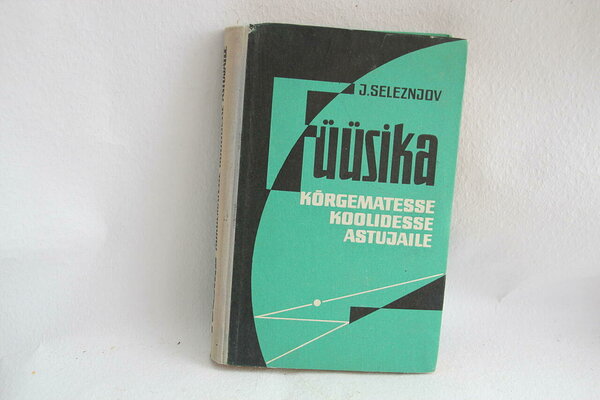 J. SELEZNJOV
Füüsika
KÕRGEMATESSE
KOOLIDESSE
ASTUJAILE